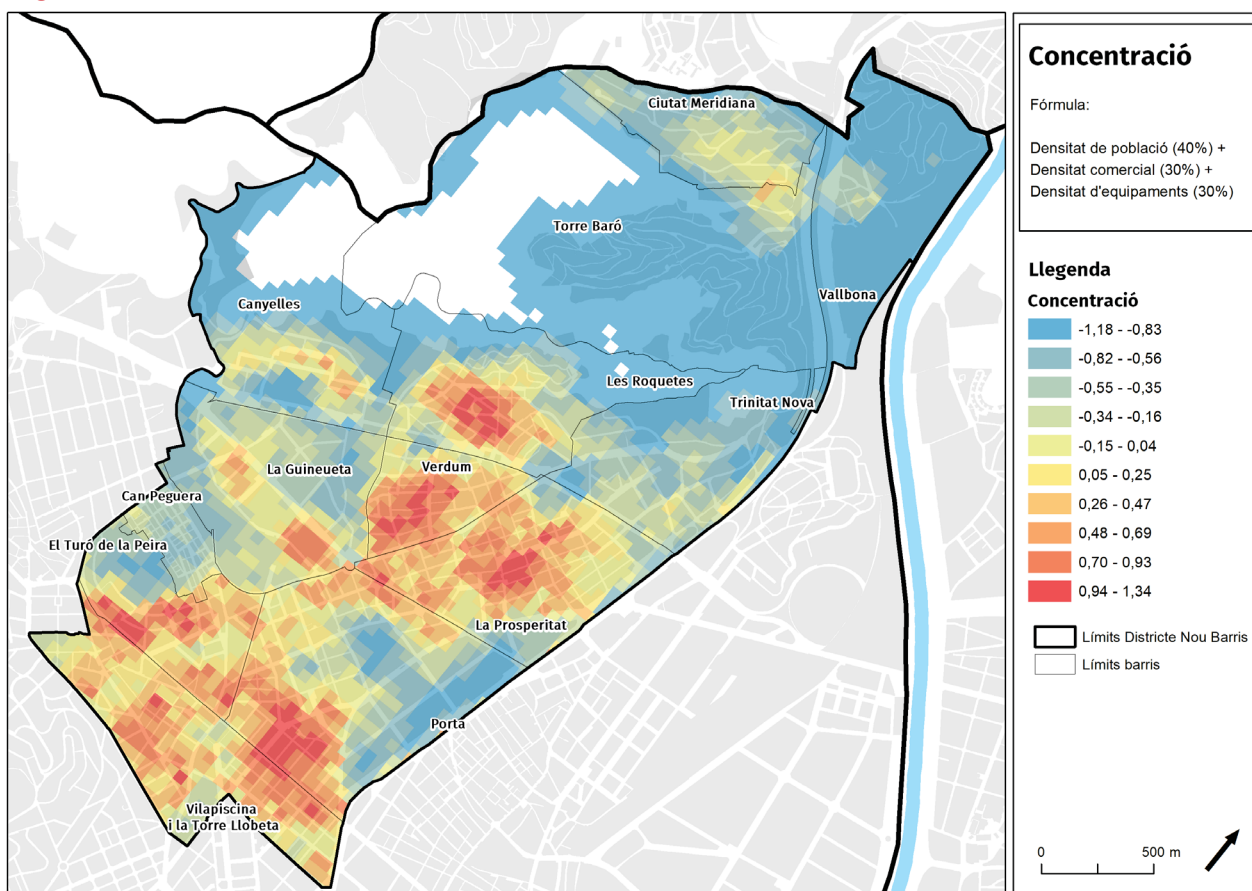 Ciutat Meridiana
Torre Baró
Vallbona
Canyelles
Les Roquetes
Trinitat Nova
La Guineueta
Verdum
Can Peguera
El Turó de la Peira
La Prosperitat
Porta
Vilapiscina
i la Torre Llobeta
Concentració
Fórmula:
Densitat de població (40%) +
Densitat comercial (30%) +
Densitat d'equipaments (30%)
Llegenda
Concentració
-1,18 - -0,83
-0,82 - -0,56
-0,55 - -0,35
-0,34 - -0,16
-0,15 - 0,04
0,05 - 0,25
0,26 - 0,47
0,48 - 0,69
0,70 - 0,93
0,94 - 1,34
Límits Districte Nou Barris
Límits barris
0 500 m